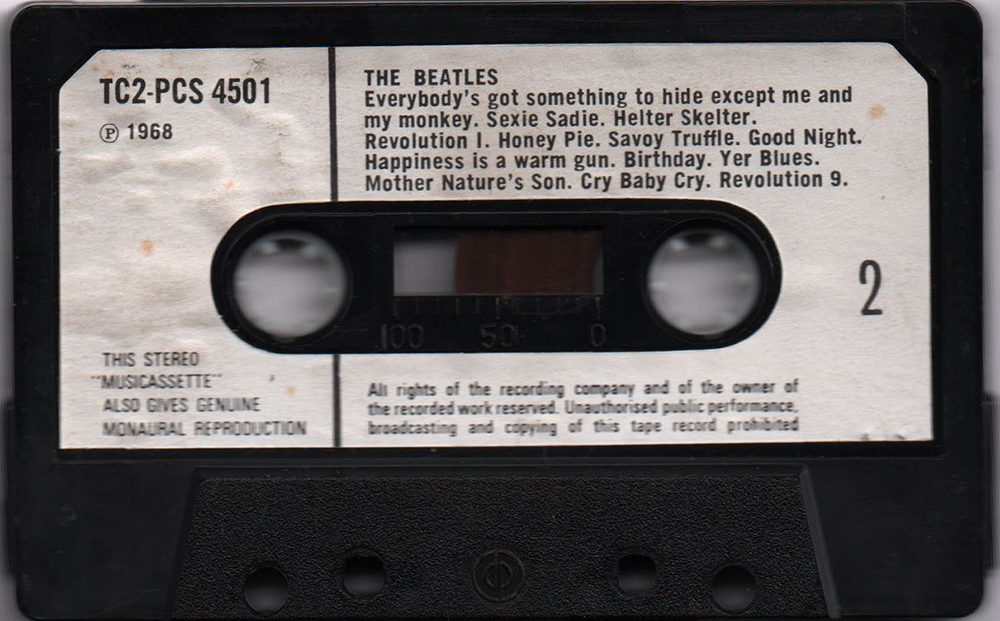 TC2-PCS 4501
Ⓟ 1968
THE BEATLES
Everybody's got something to hide except me and
my monkey. Sexie Sadie. Helter Skelter.
Revolution I. Honey Pie. Savoy Truffle. Good Night.
Happiness is a warm gun. Birthday. Yer Blues.
Mother Nature's Son. Cry Baby Cry. Revolution 9.
2
100 50 0
THIS STEREO
"MUSICASSETTE"
ALSO GIVES GENUINE
MONAURAL REPRODUCTION
All rights of the recording company and of the owner of
the recorded work reserved. Unauthorised public performance,
broadcasting and copying of this tape record prohibited